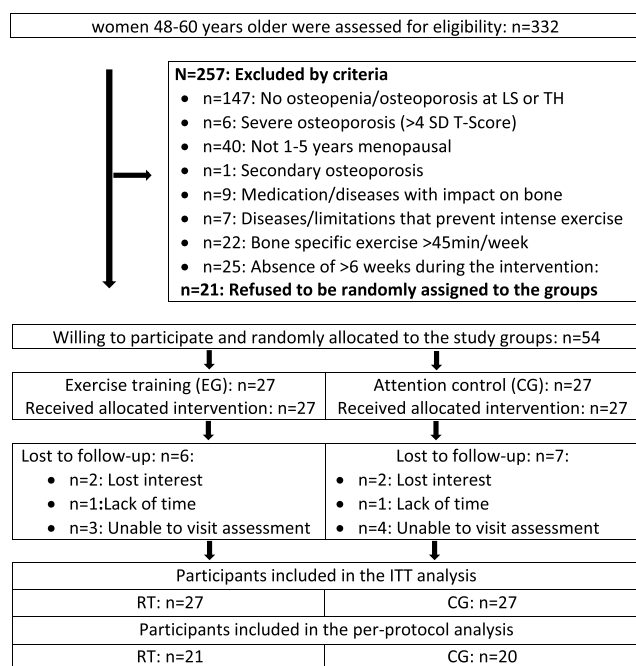 women 48-60 years older were assessed for eligibility: n=332
N=257: Excluded by criteria
• n=147: No osteopenia/osteoporosis at LS or TH
• n=6: Severe osteoporosis (>4 SD T-Score)
• n=40: Not 1-5 years menopausal
• n=1: Secondary osteoporosis
• n=9: Medication/diseases with impact on bone
• n=7: Diseases/limitations that prevent intense exercise
• n=22: Bone specific exercise >45min/week
• n=25: Absence of >6 weeks during the intervention:
n=21: Refused to be randomly assigned to the groups
Willing to participate and randomly allocated to the study groups: n=54
Exercise training (EG): n=27
Received allocated intervention: n=27
Attention control (CG): n=27
Received allocated intervention: n=27
Lost to follow-up: n=6:
• n=2: Lost interest
• n=1:Lack of time
• n=3: Unable to visit assessment
Lost to follow-up: n=7:
• n=2: Lost interest
• n=1: Lack of time
• n=4: Unable to visit assessment
Participants included in the ITT analysis
RT: n=27
CG: n=27
Participants included in the per-protocol analysis
RT: n=21
CG: n=20